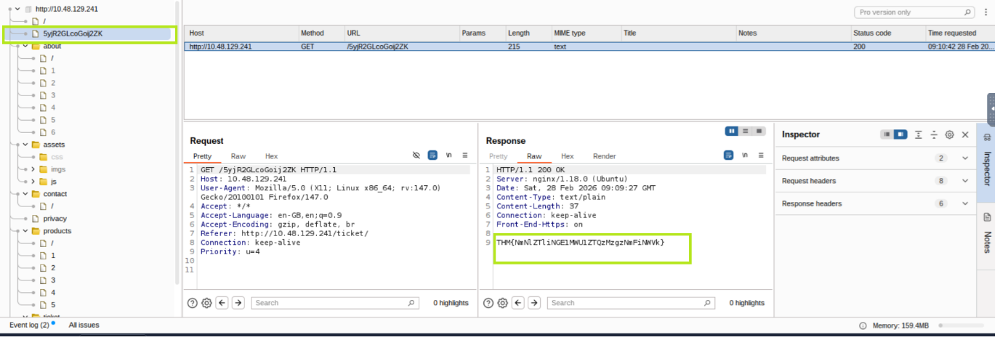 http://10.48.129.241
/
5yjR2GLcoGoij2ZK
about
/
1
2
3
4
5
6
assets
css
imgs
js
contact
/
privacy
products
/
1
2
3
4
5
Pro version only
Host Method URL Params Length MIME type Title Notes Status code Time requested
http://10.48.129.241 GET /5yjR2GLcoGoij2ZK 215 text 200 09:10:42 28 Feb 20...
Request
Pretty Raw Hex \n
1 GET /5yjR2GLcoGoij2ZK HTTP/1.1
2 Host: 10.48.129.241
3 User-Agent: Mozilla/5.0 (X11; Linux x86_64; rv:147.0)
Gecko/20100101 Firefox/147.0
4 Accept: */*
5 Accept-Language: en-GB,en;q=0.9
6 Accept-Encoding: gzip, deflate, br
7 Referer: http://10.48.129.241/ticket/
8 Connection: keep-alive
9 Priority: u=4
10
11
Search 0 highlights
Response
Pretty Raw Hex Render \n
1 HTTP/1.1 200 OK
2 Server: nginx/1.18.0 (Ubuntu)
3 Date: Sat, 28 Feb 2026 09:09:27 GMT
4 Content-Type: text/plain
5 Content-Length: 37
6 Connection: keep-alive
7 Front-End-Https: on
8
9 THM{NmNlZTliNGE1MWU1ZTQzMzgzNmFiNWVk}
Search 0 highlights
Inspector
Request attributes 2
Request headers 8
Response headers 6
Inspector
Notes
Event log (2) All issues
Memory: 159.4MB